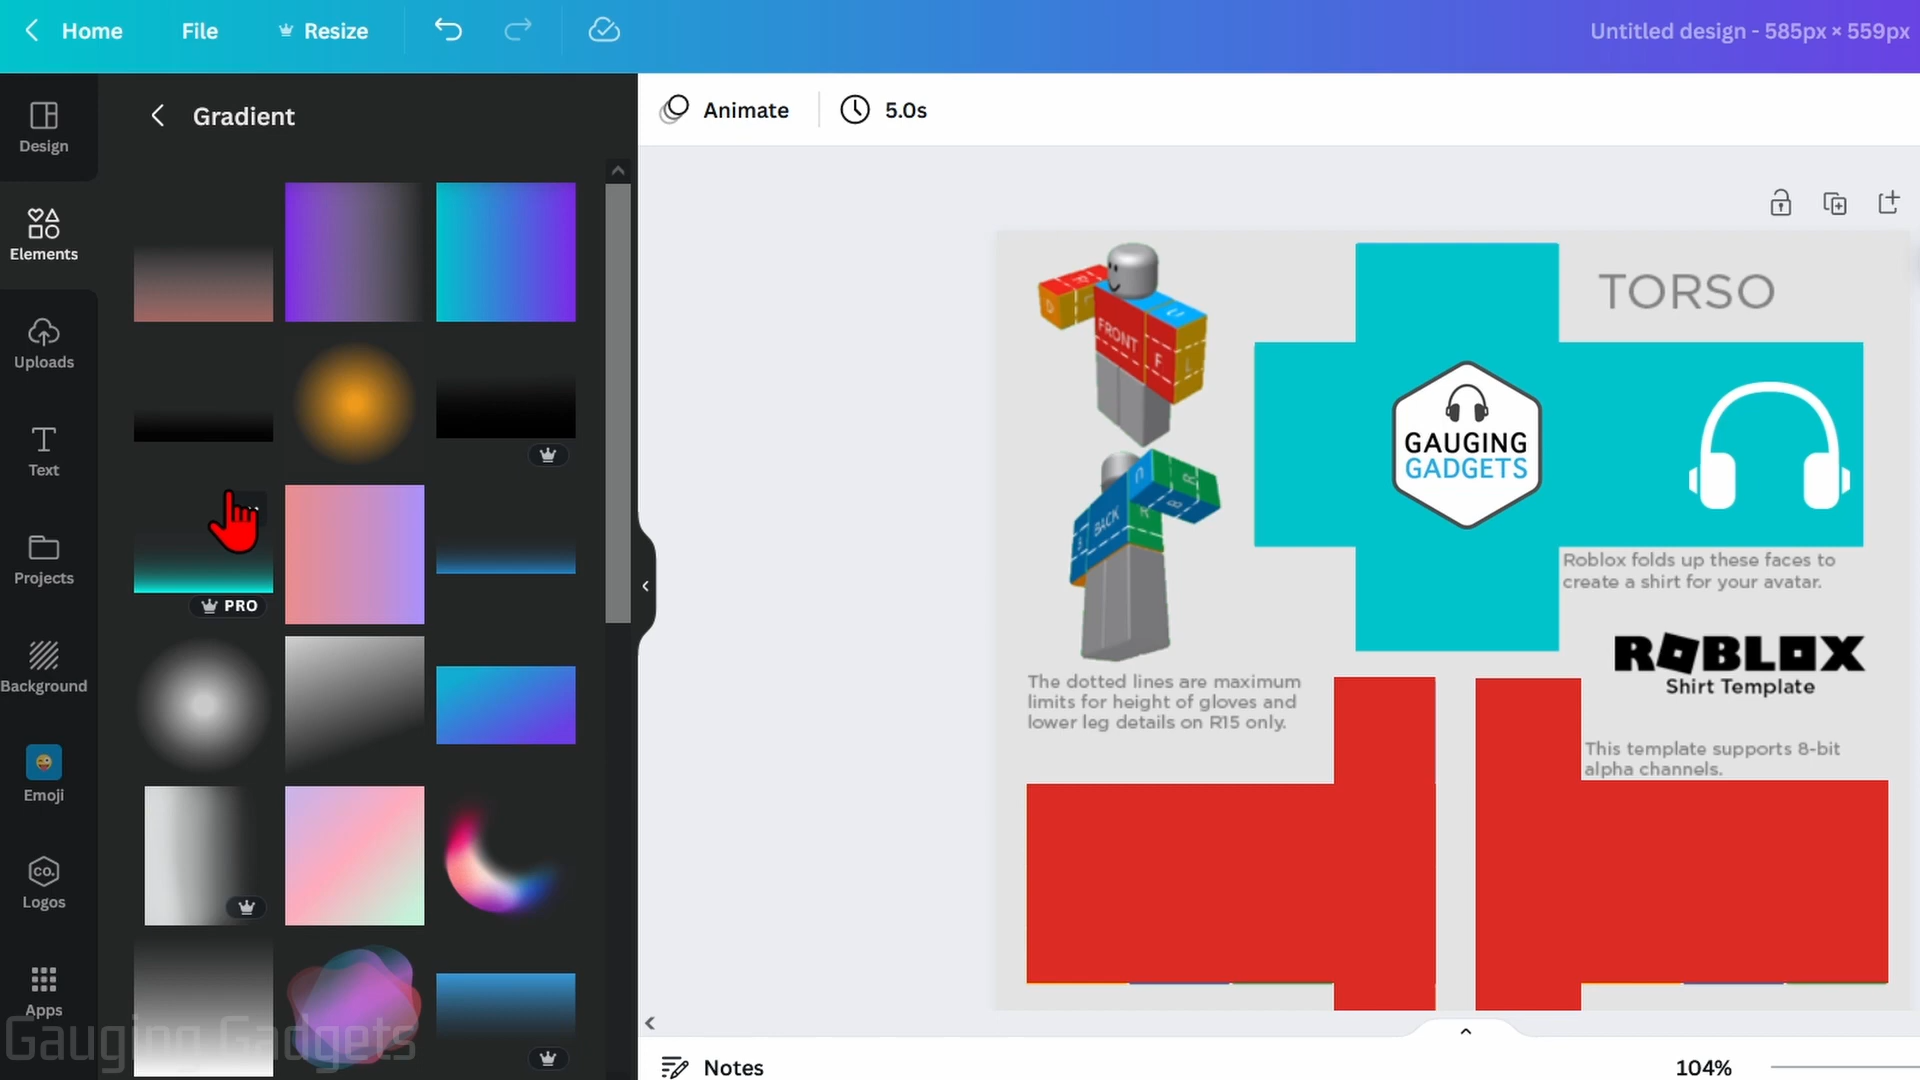 Home
File
Resize
Untitled design - 585px × 559px
Design
Elements
Uploads
Text
Projects
Background
Emoji
CO.
Logos
Apps
Gradient
PRO
Animate
5.0s
TORSO
FRONT
F
L
U
R
D
BACK
R
GAUGING
GADGETS
Roblox folds up these faces to
create a shirt for your avatar.
ROBLOX
Shirt Template
The dotted lines are maximum
limits for height of gloves and
lower leg details on R15 only.
This template supports 8-bit
alpha channels.
Gauging Gadgets
Notes
104%